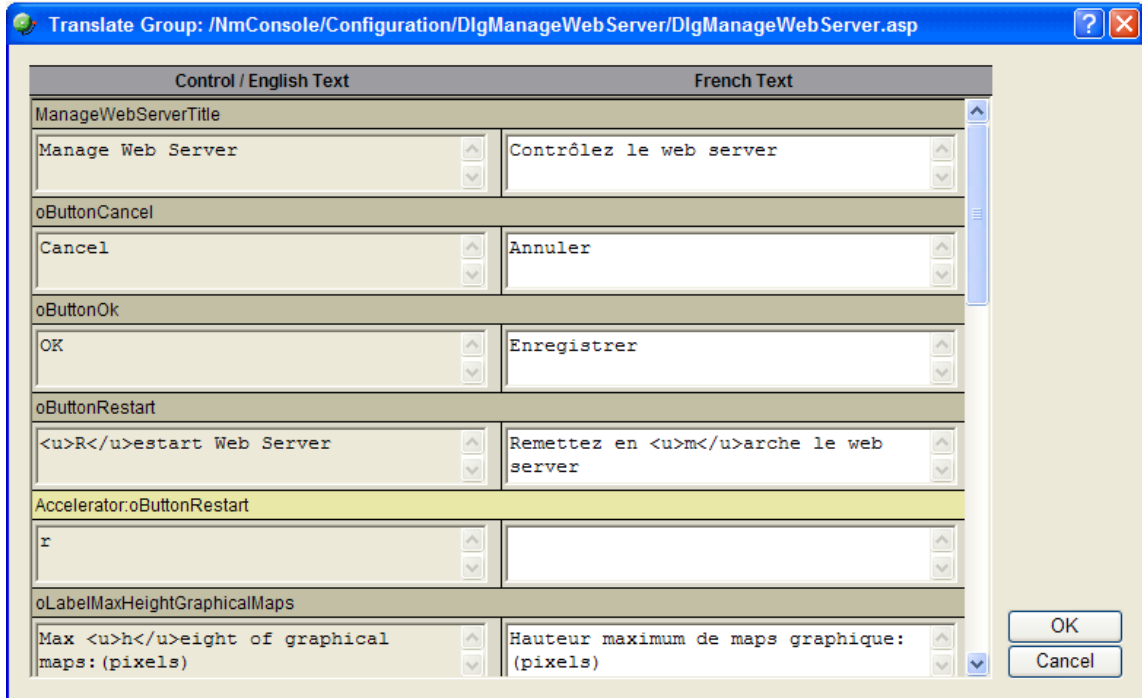 Translate Group: /NmConsole/Configuration/DlgManageWebServer/DlgManageWebServer.asp
Control / English Text French Text
ManageWebServerTitle
Manage Web Server Contrôlez le web server
oButtonCancel
Cancel Annuler
oButtonOk
OK Enregistrer
oButtonRestart
<u>R</u>estart Web Server Remettez en <u>m</u>arche le web
server
Accelerator:oButtonRestart
r
oLabelMaxHeightGraphicalMaps
Max <u>h</u>eight of graphical Hauteur maximum de maps graphique:
maps:(pixels) (pixels)
OK
Cancel